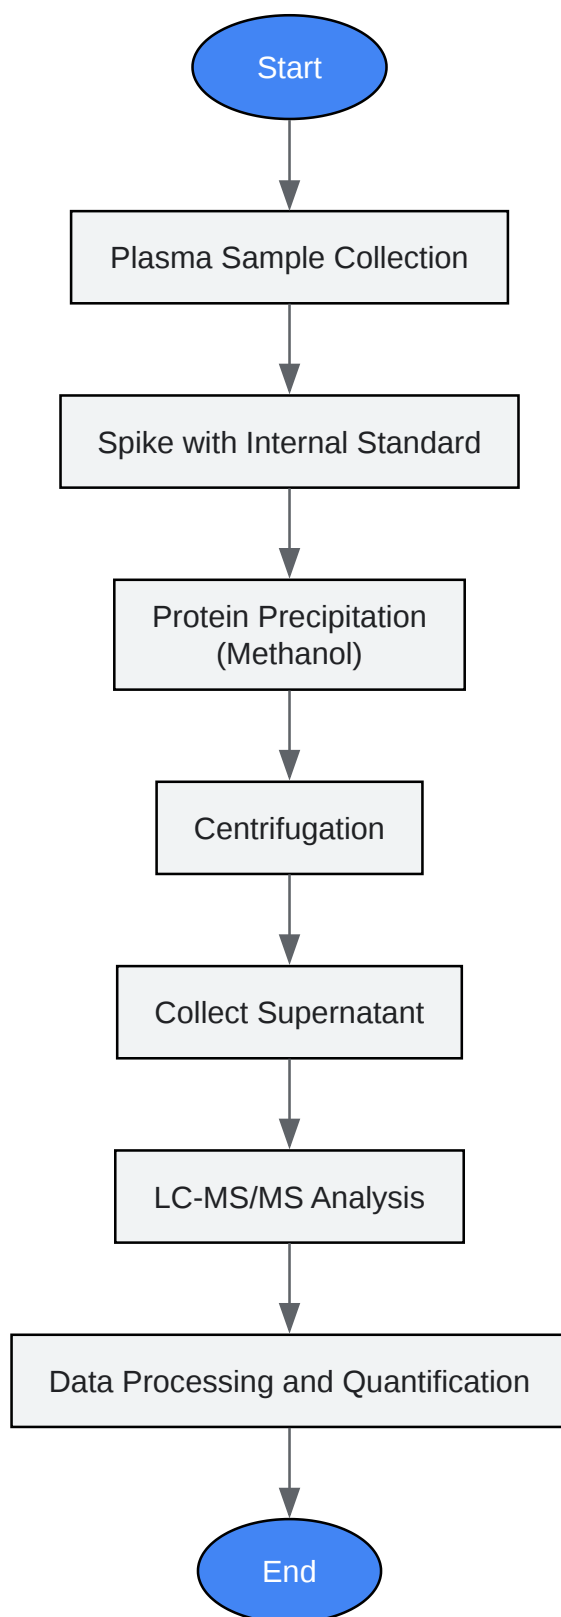 Start
Plasma Sample Collection
Spike with Internal Standard
Protein Precipitation
(Methanol)
Centrifugation
Collect Supernatant
LC-MS/MS Analysis
Data Processing and Quantification
End